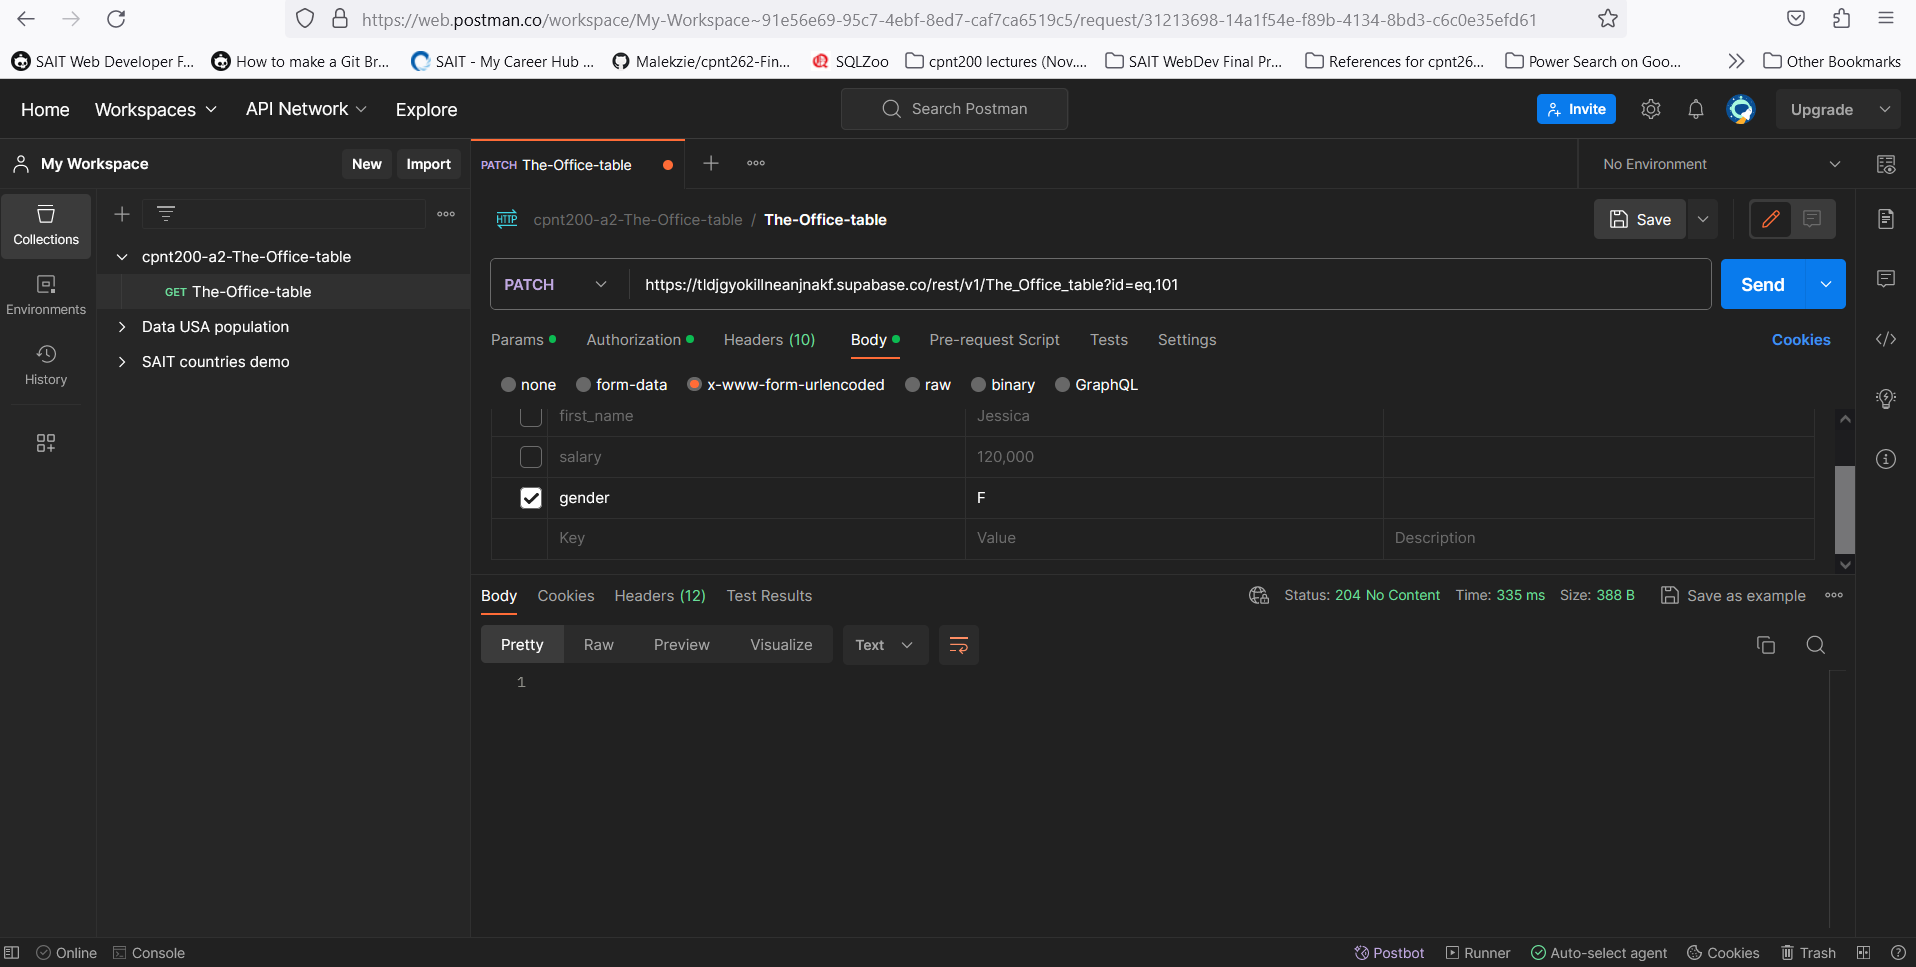 https://web.postman.co/workspace/My-Workspace~91e56e69-95c7-4ebf-8ed7-caf7ca6519c5/request/31213698-14a1f54e-f89b-4134-8bd3-c6c0e35efd61
SAIT Web Developer F... How to make a Git Br... SAIT - My Career Hub ... Malekzie/cpnt262-Fin... SQLZoo cpnt200 lectures (Nov.... SAIT WebDev Final Pr... References for cpnt26... Power Search on Goo... Other Bookmarks
Home Workspaces API Network Explore Search Postman Invite Upgrade
My Workspace New Import PATCH The-Office-table No Environment
Collections
Environments
History
cpnt200-a2-The-Office-table
GET The-Office-table
Data USA population
SAIT countries demo
HTTP cpnt200-a2-The-Office-table / The-Office-table Save
PATCH https://tldjgyokillneanjnakf.supabase.co/rest/v1/The_Office_table?id=eq.101 Send
Params Authorization Headers (10) Body Pre-request Script Tests Settings Cookies
none form-data x-www-form-urlencoded raw binary GraphQL
first_name Jessica
salary 120,000
gender F
Key Value Description
Body Cookies Headers (12) Test Results Status: 204 No Content Time: 335 ms Size: 388 B Save as example
Pretty Raw Preview Visualize Text
1
Online Console Postbot Runner Auto-select agent Cookies Trash